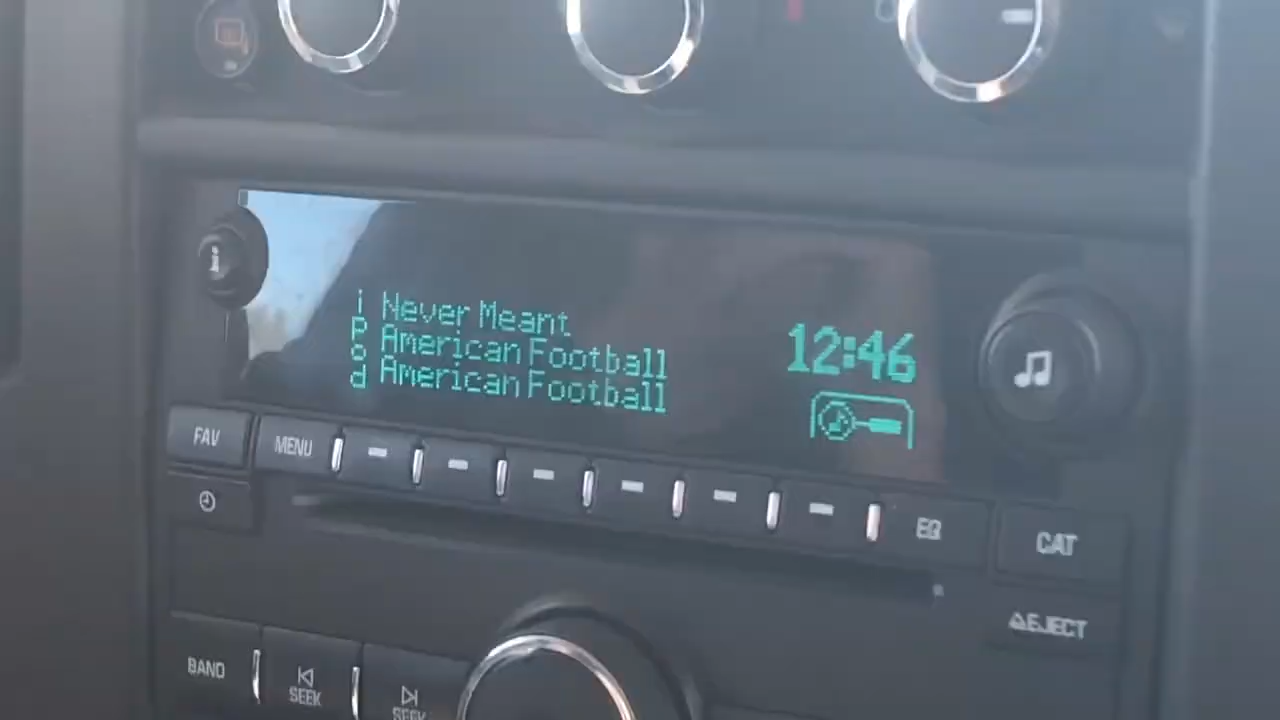 i
iPod
Never Meant
American Football
American Football
12:46
FAV
MENU
EQ
CAT
EJECT
BAND
SEEK
SEEK